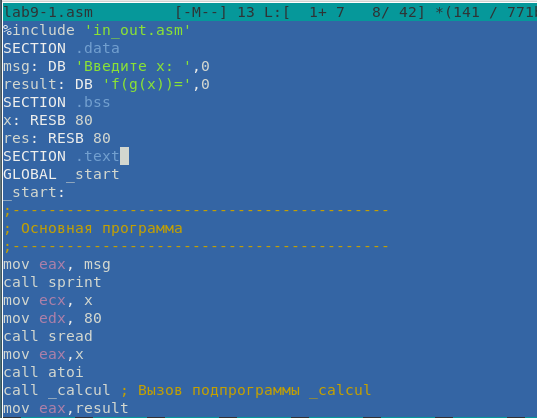 lab9-1.asm [-M--] 13 L:[ 1+ 7 8/ 42] *(141 / 771
%include 'in_out.asm'
SECTION .data
msg: DB 'Введите x: ',0
result: DB 'f(g(x))=',0
SECTION .bss
x: RESB 80
res: RESB 80
SECTION .text
GLOBAL _start
_start:
;------------------------------------------
; Основная программа
;------------------------------------------
mov eax, msg
call sprint
mov ecx, x
mov edx, 80
call sread
mov eax,x
call atoi
call _calcul ; Вызов подпрограммы _calcul
mov eax,result